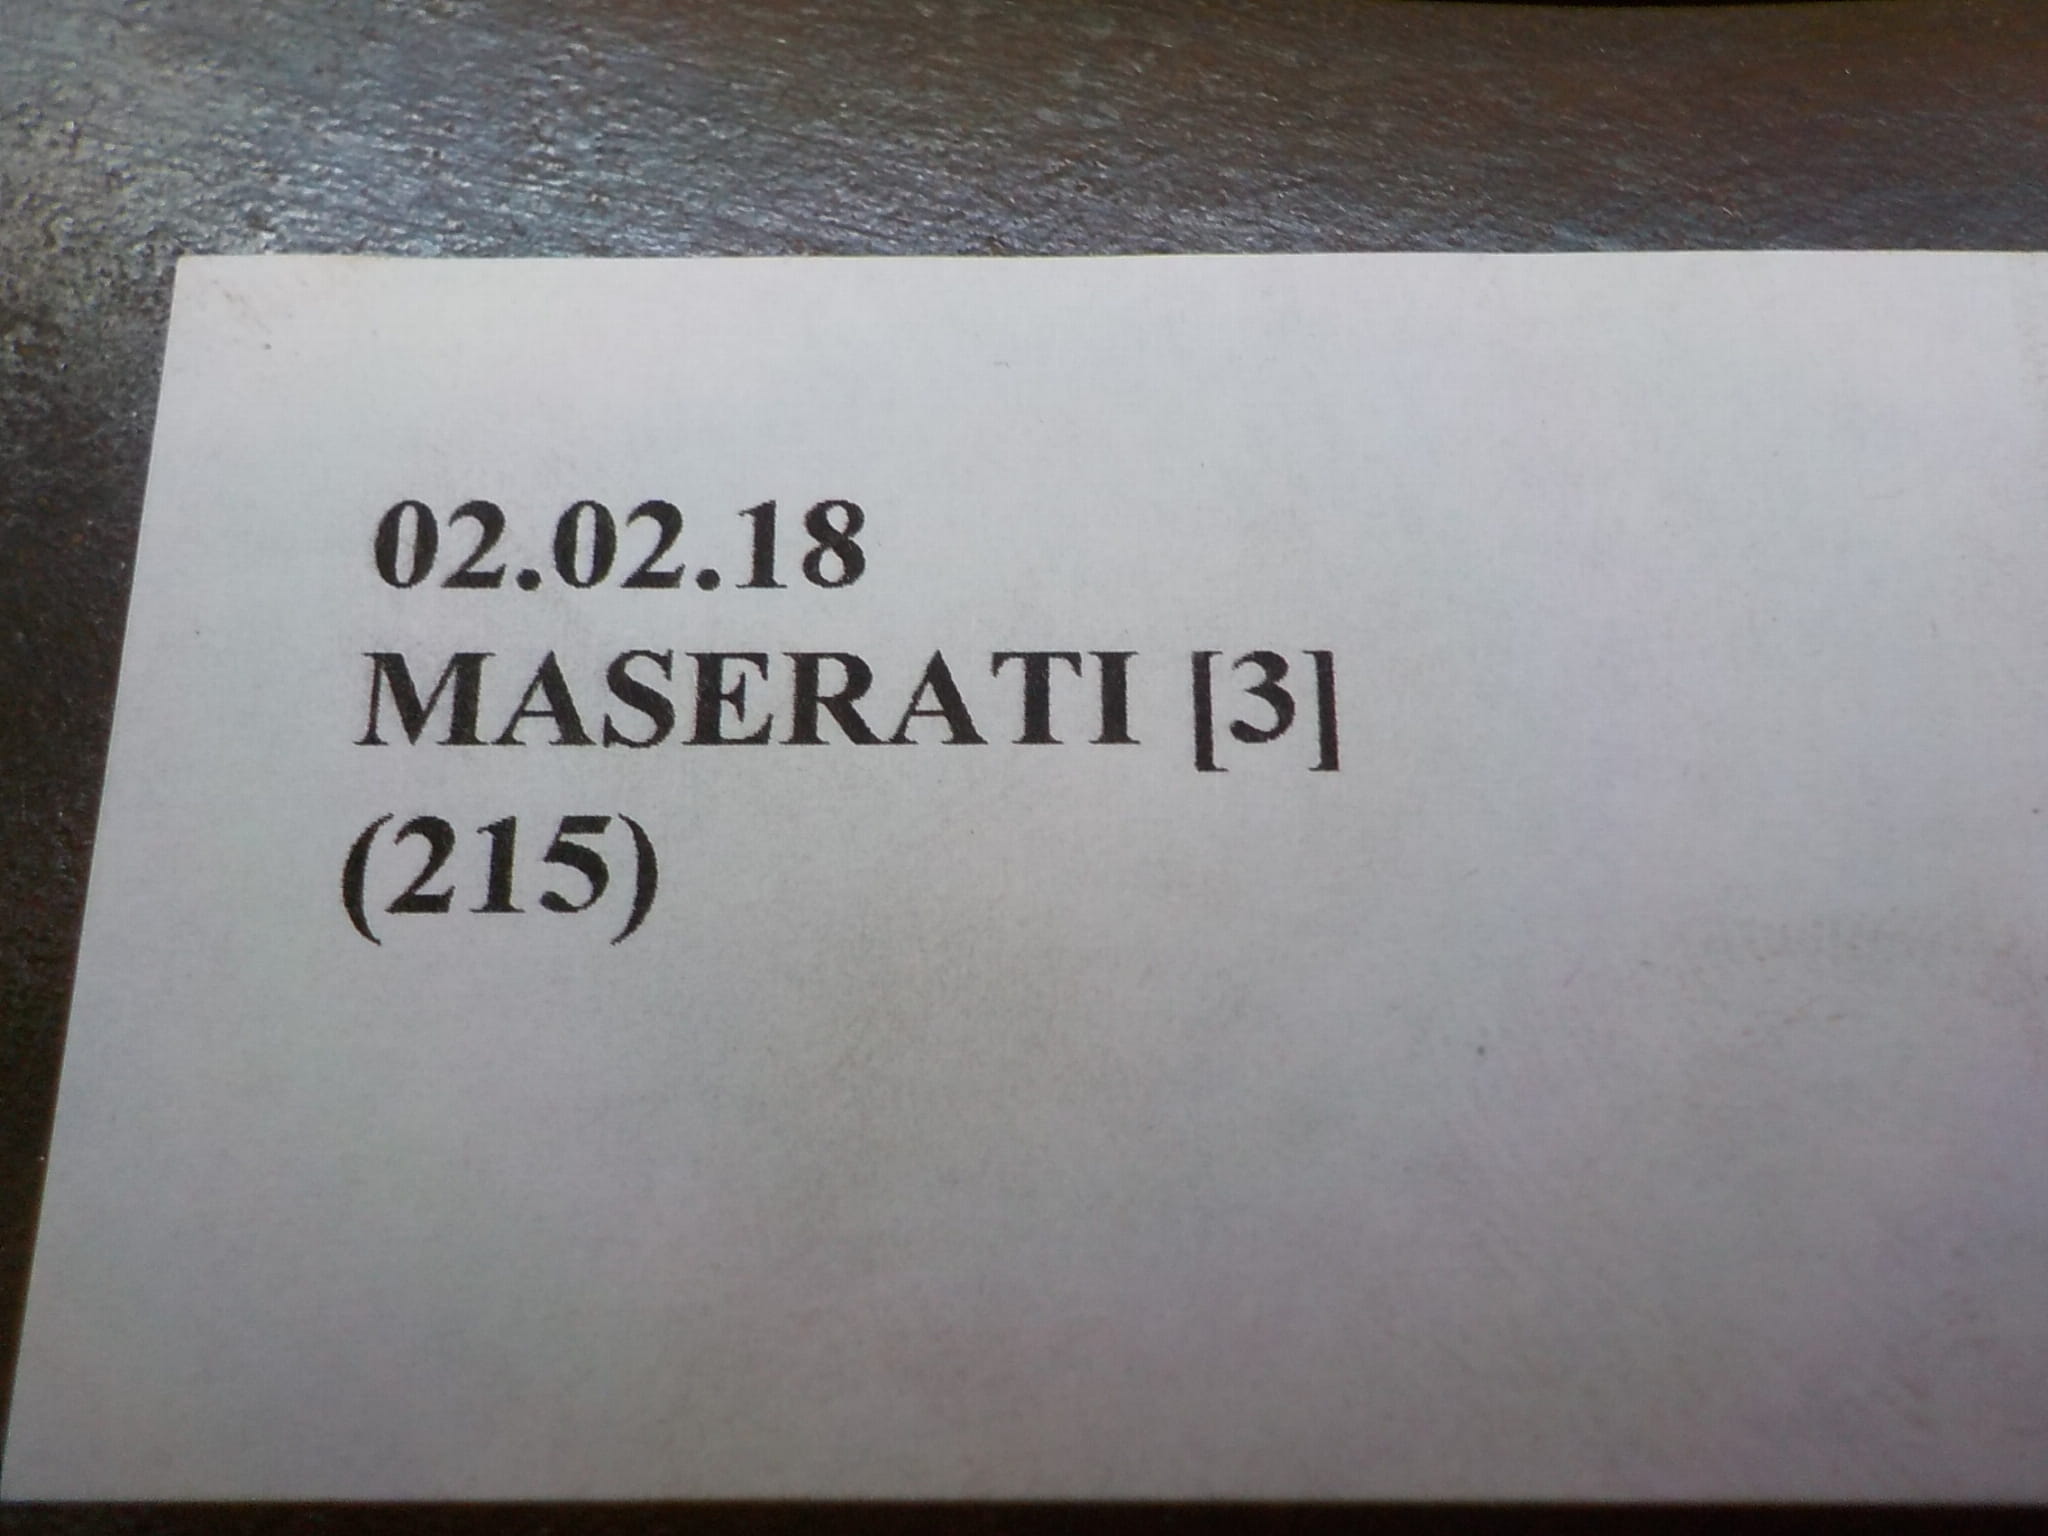 02.02.18
MASERATI [3]
(215)